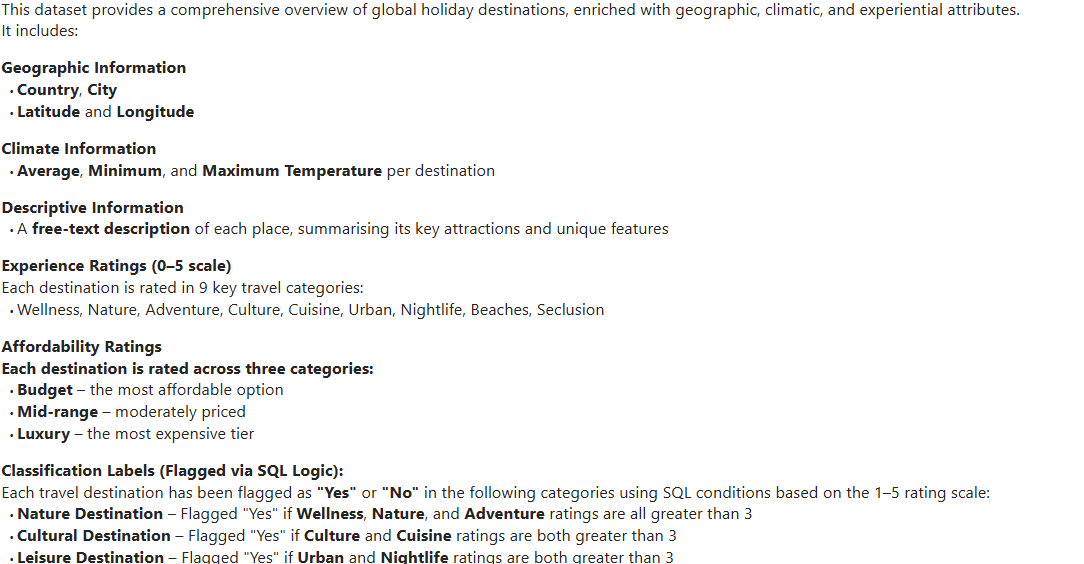 This dataset provides a comprehensive overview of global holiday destinations, enriched with geographic, climatic, and experiential attributes.
It includes:
Geographic Information
• Country, City
• Latitude and Longitude
Climate Information
• Average, Minimum, and Maximum Temperature per destination
Descriptive Information
• A free-text description of each place, summarising its key attractions and unique features
Experience Ratings (0–5 scale)
Each destination is rated in 9 key travel categories:
• Wellness, Nature, Adventure, Culture, Cuisine, Urban, Nightlife, Beaches, Seclusion
Affordability Ratings
Each destination is rated across three categories:
• Budget – the most affordable option
• Mid-range – moderately priced
• Luxury – the most expensive tier
Classification Labels (Flagged via SQL Logic):
Each travel destination has been flagged as "Yes" or "No" in the following categories using SQL conditions based on the 1–5 rating scale:
• Nature Destination – Flagged "Yes" if Wellness, Nature, and Adventure ratings are all greater than 3
• Cultural Destination – Flagged "Yes" if Culture and Cuisine ratings are both greater than 3
• Leisure Destination – Flagged "Yes" if Urban and Nightlife ratings are both greater than 3